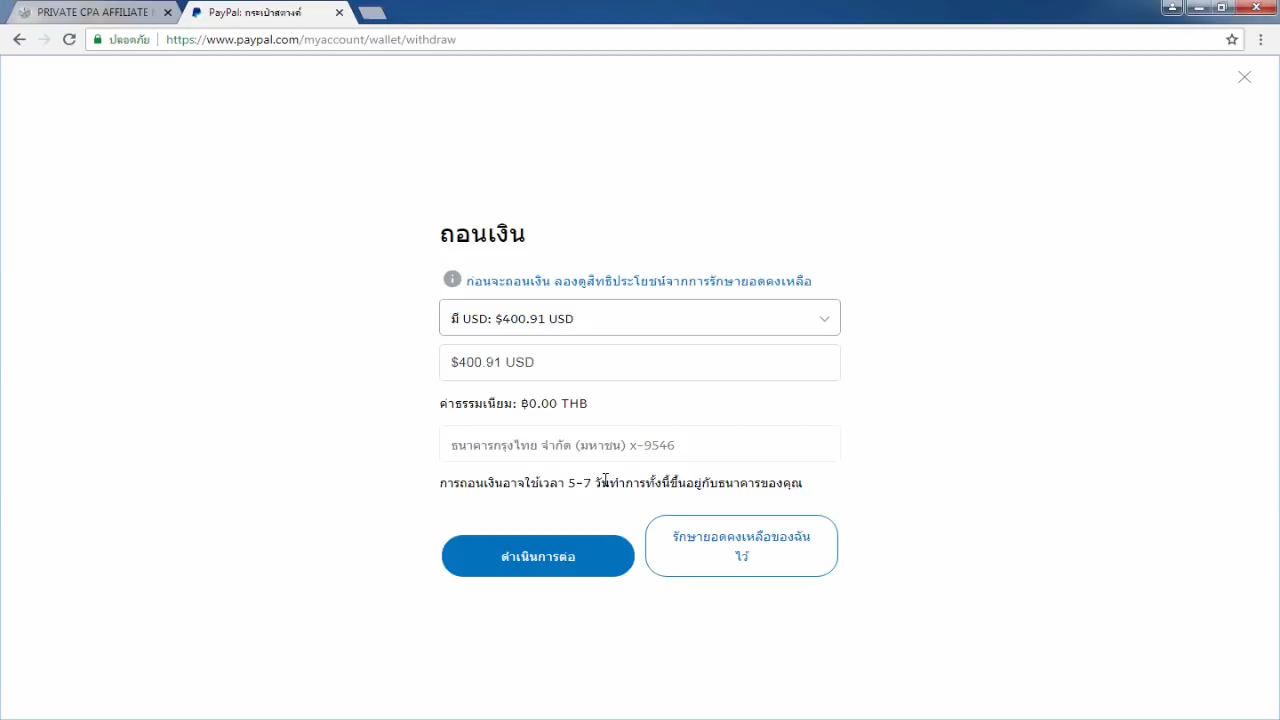 PRIVATE CPA AFFILIATE
PayPal: กระเป๋าสตางค์
ปลอดภัย
https://www.paypal.com/myaccount/wallet/withdraw
ถอนเงิน
ก่อนจะถอนเงิน ลองดูสิทธิประโยชน์จากการรักษายอดคงเหลือ
มี USD: $400.91 USD
$400.91 USD
ค่าธรรมเนียม: ฿0.00 THB
ธนาคารกรุงไทย จำกัด (มหาชน) x-9546
การถอนเงินอาจใช้เวลา 5-7 วันทำการทั้งนี้ขึ้นอยู่กับธนาคารของคุณ
ดำเนินการต่อ
รักษายอดคงเหลือของฉัน
ไว้